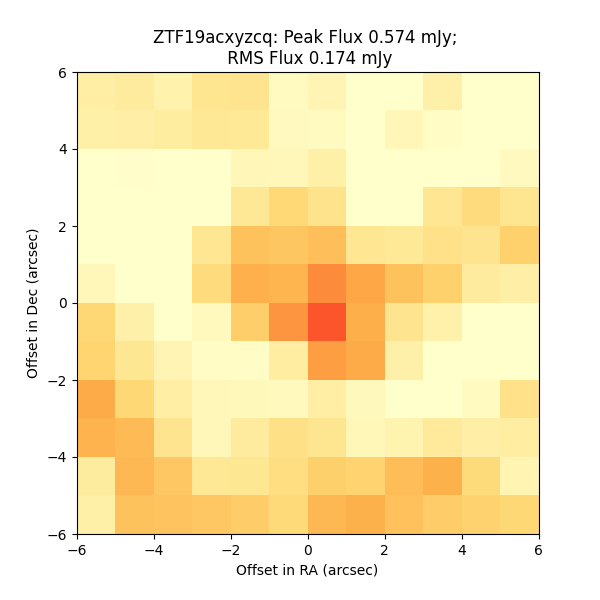 ZTF19acxyzcq: Peak Flux 0.574 mJy;
RMS Flux 0.174 mJy
6
4
2
0
−2
−4
−6
Offset in Dec (arcsec)
−6 −4 −2 0 2 4 6
Offset in RA (arcsec)